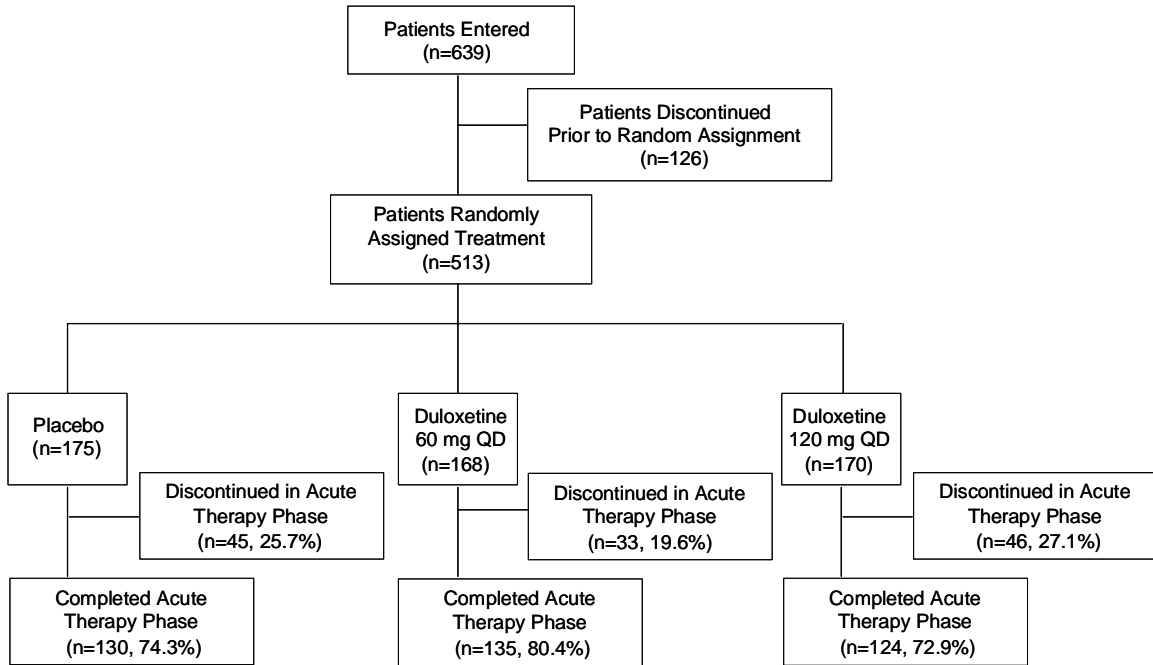 Patients Entered
(n=639)
Patients Discontinued
Prior to Random Assignment
(n=126)
Patients Randomly
Assigned Treatment
(n=513)
Placebo
(n=175)
Duloxetine
60 mg QD
(n=168)
Duloxetine
120 mg QD
(n=170)
Discontinued in Acute
Therapy Phase
(n=45, 25.7%)
Discontinued in Acute
Therapy Phase
(n=33, 19.6%)
Discontinued in Acute
Therapy Phase
(n=46, 27.1%)
Completed Acute
Therapy Phase
(n=130, 74.3%)
Completed Acute
Therapy Phase
(n=135, 80.4%)
Completed Acute
Therapy Phase
(n=124, 72.9%)